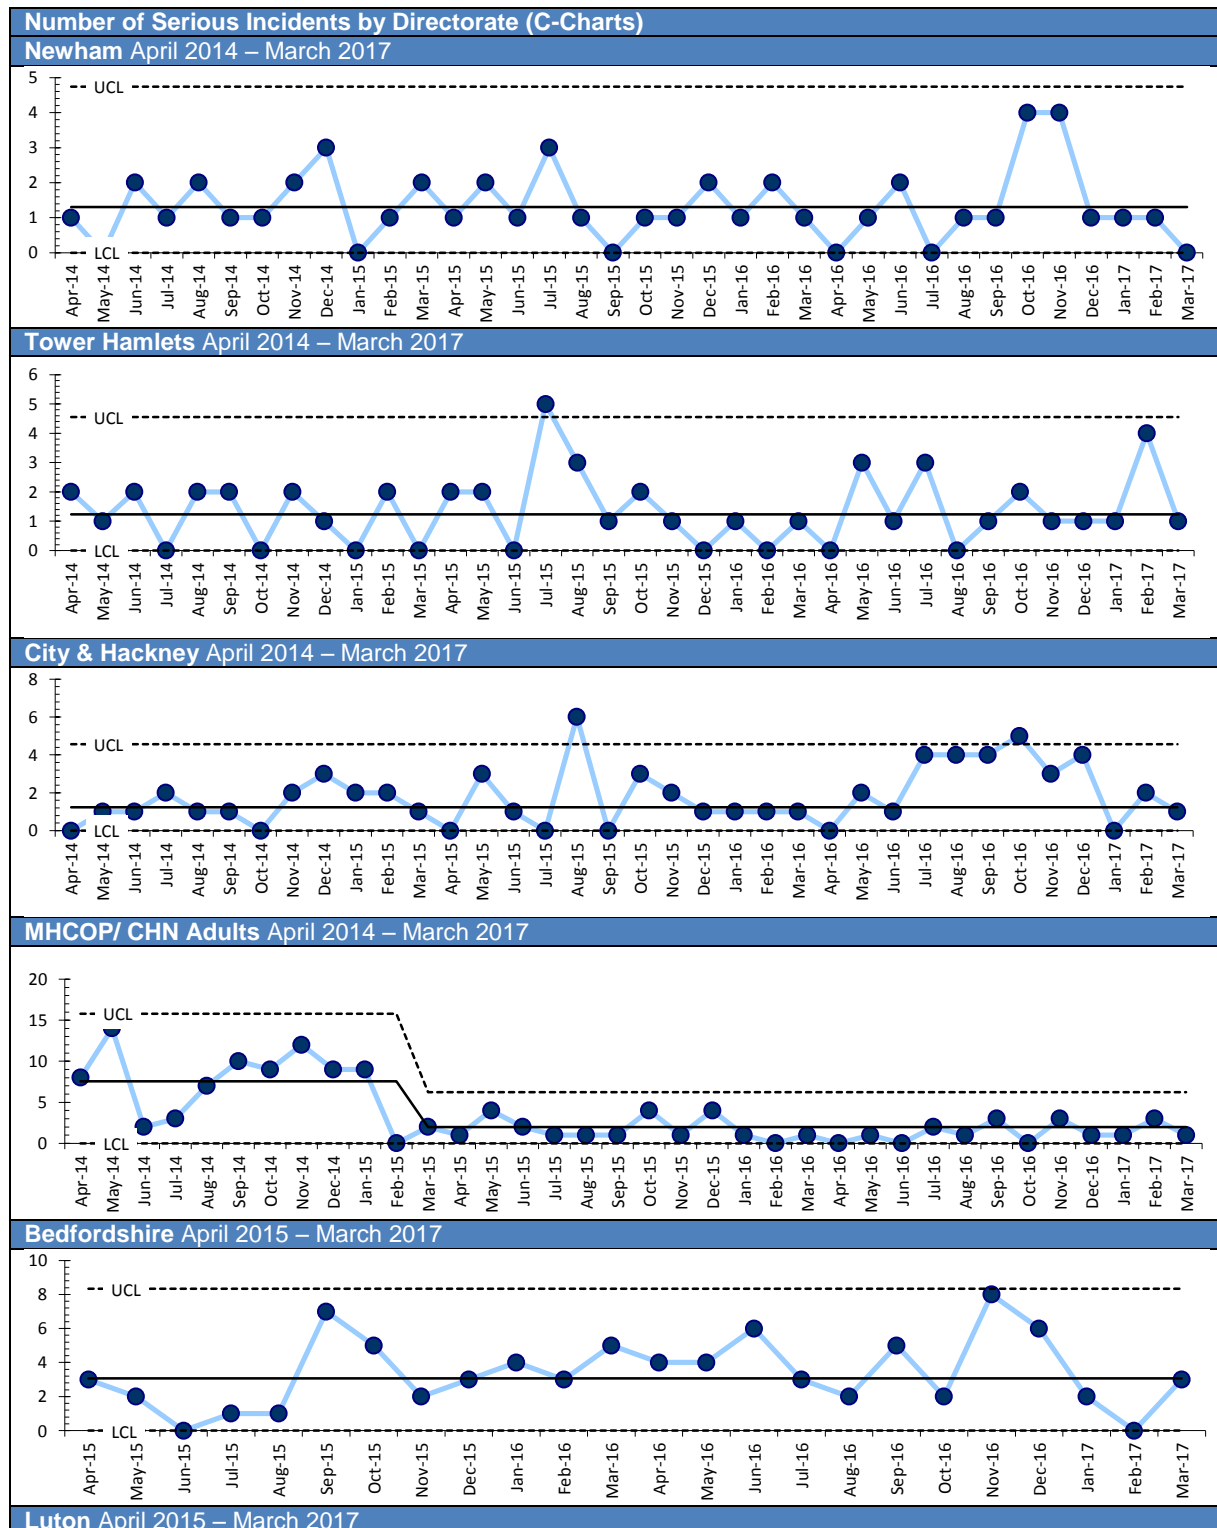 Number of Serious Incidents by Directorate (C-Charts)
Newham April 2014 – March 2017
5
UCL
4
3
2
1
0
LCL
Apr-14 May-14 Jun-14 Jul-14 Aug-14 Sep-14 Oct-14 Nov-14 Dec-14 Jan-15 Feb-15 Mar-15 Apr-15 May-15 Jun-15 Jul-15 Aug-15 Sep-15 Oct-15 Nov-15 Dec-15 Jan-16 Feb-16 Mar-16 Apr-16 May-16 Jun-16 Jul-16 Aug-16 Sep-16 Oct-16 Nov-16 Dec-16 Jan-17 Feb-17 Mar-17
Tower Hamlets April 2014 – March 2017
6
5
UCL
4
3
2
1
0
LCL
Apr-14 May-14 Jun-14 Jul-14 Aug-14 Sep-14 Oct-14 Nov-14 Dec-14 Jan-15 Feb-15 Mar-15 Apr-15 May-15 Jun-15 Jul-15 Aug-15 Sep-15 Oct-15 Nov-15 Dec-15 Jan-16 Feb-16 Mar-16 Apr-16 May-16 Jun-16 Jul-16 Aug-16 Sep-16 Oct-16 Nov-16 Dec-16 Jan-17 Feb-17 Mar-17
City & Hackney April 2014 – March 2017
8
6
UCL
4
2
0
LCL
Apr-14 May-14 Jun-14 Jul-14 Aug-14 Sep-14 Oct-14 Nov-14 Dec-14 Jan-15 Feb-15 Mar-15 Apr-15 May-15 Jun-15 Jul-15 Aug-15 Sep-15 Oct-15 Nov-15 Dec-15 Jan-16 Feb-16 Mar-16 Apr-16 May-16 Jun-16 Jul-16 Aug-16 Sep-16 Oct-16 Nov-16 Dec-16 Jan-17 Feb-17 Mar-17
MHCOP/ CHN Adults April 2014 – March 2017
20
15
UCL
10
5
0
LCL
Apr-14 May-14 Jun-14 Jul-14 Aug-14 Sep-14 Oct-14 Nov-14 Dec-14 Jan-15 Feb-15 Mar-15 Apr-15 May-15 Jun-15 Jul-15 Aug-15 Sep-15 Oct-15 Nov-15 Dec-15 Jan-16 Feb-16 Mar-16 Apr-16 May-16 Jun-16 Jul-16 Aug-16 Sep-16 Oct-16 Nov-16 Dec-16 Jan-17 Feb-17 Mar-17
Bedfordshire April 2015 – March 2017
10
UCL
8
6
4
2
0
LCL
Apr-15 May-15 Jun-15 Jul-15 Aug-15 Sep-15 Oct-15 Nov-15 Dec-15 Jan-16 Feb-16 Mar-16 Apr-16 May-16 Jun-16 Jul-16 Aug-16 Sep-16 Oct-16 Nov-16 Dec-16 Jan-17 Feb-17 Mar-17
Luton April 2015 – March 2017